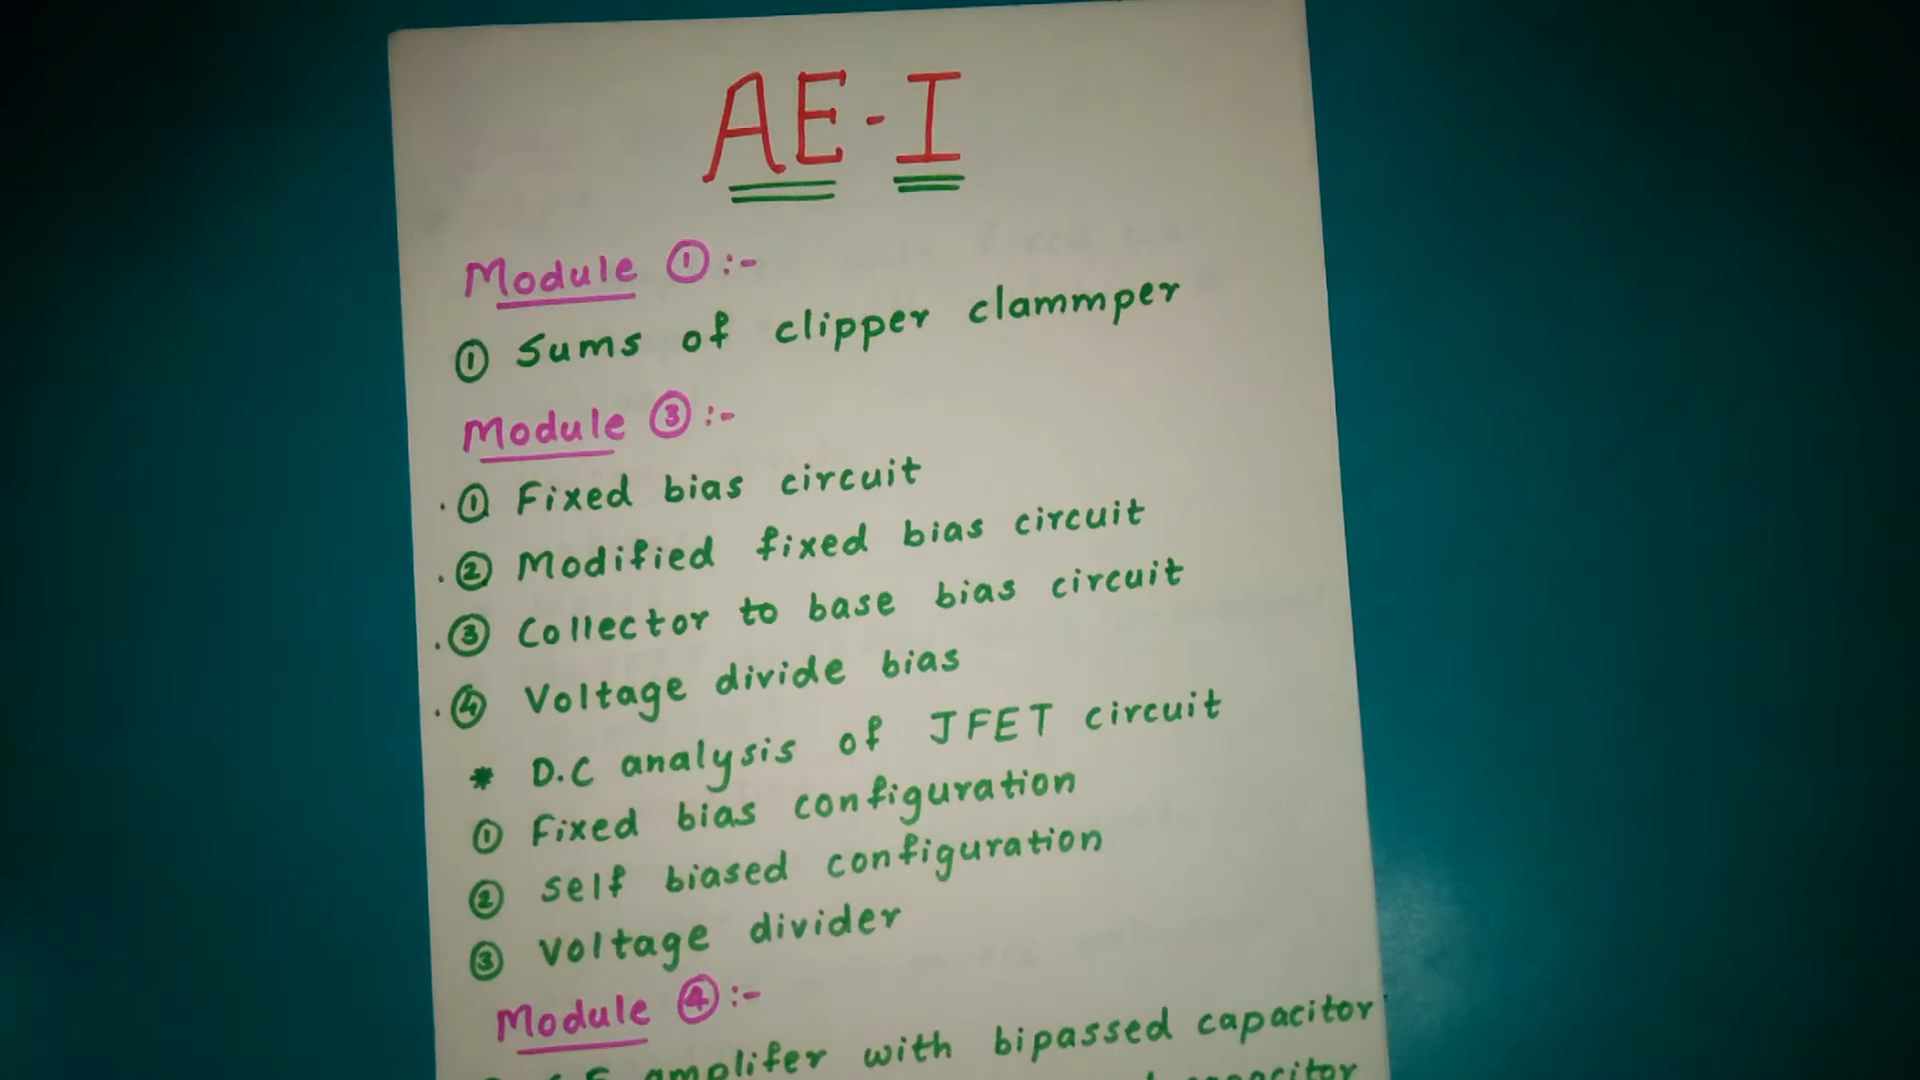 AE-I
Module ① :-
① Sums of clipper clammper
Module ③ :-
① Fixed bias circuit
② Modified fixed bias circuit
③ Collector to base bias circuit
④ Voltage divide bias
* D.C analysis of JFET circuit
① Fixed bias configuration
② self biased configuration
③ Voltage divider
Module ④ :-
amplifer with bipassed capacitor
capacitor